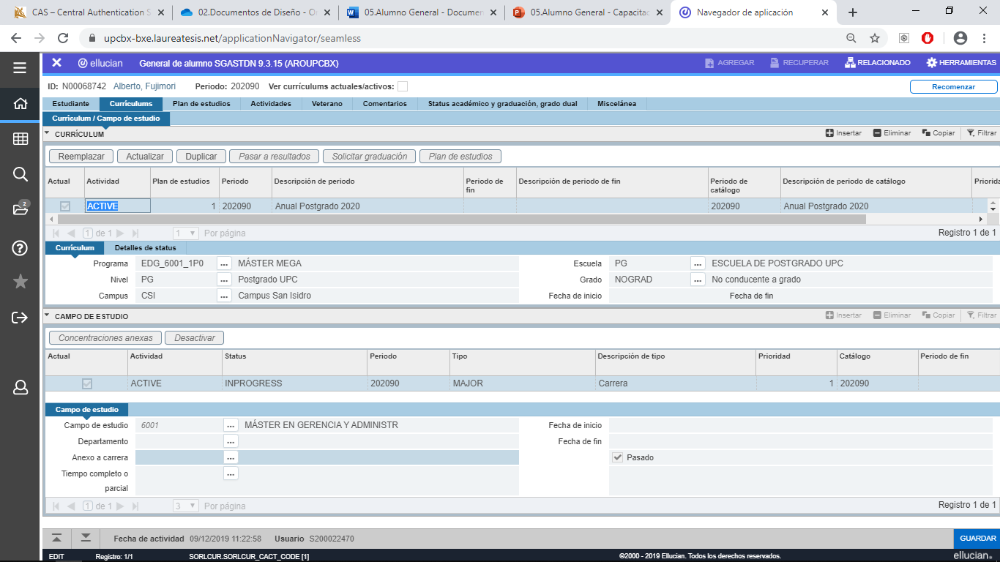 CAS – Central Authentication S
02.Documentos de Diseño - On
05.Alumno General - Documen
05.Alumno General - Capacitac
Navegador de aplicación
upcbx-bxe.laureatesis.net/applicationNavigator/seamless
ellucian General de alumno SGASTDN 9.3.15 (AROUPCBX) AGREGAR RECUPERAR RELACIONADO HERRAMIENTAS
ID: N00068742 Alberto, Fujimori Periodo: 202090 Ver currículums actuales/activos: Recomenzar
Estudiante Currículums Plan de estudios Actividades Veterano Comentarios Status académico y graduación, grado dual Miscelánea
Currículum / Campo de estudio
CURRÍCULUM Insertar Eliminar Copiar Filtrar
Reemplazar Actualizar Duplicar Pasar a resultados Solicitar graduación Plan de estudios
Actual Actividad Plan de estudios Periodo Descripción de periodo Periodo de fin Descripción de periodo de fin Periodo de catálogo Descripción de periodo de catálogo Priorida
ACTIVE 1 202090 Anual Postgrado 2020 202090 Anual Postgrado 2020
1 de 1 1 Por página Registro 1 de 1
Currículum Detalles de status
Programa EDG_6001_1P0 ... MÁSTER MEGA Escuela PG ... ESCUELA DE POSTGRADO UPC
Nivel PG ... Postgrado UPC Grado NOGRAD ... No conducente a grado
Campus CSI ... Campus San Isidro Fecha de inicio Fecha de fin
CAMPO DE ESTUDIO Insertar Eliminar Copiar Filtrar
Concentraciones anexas Desactivar
Actual Actividad Status Periodo Tipo Descripción de tipo Prioridad Catálogo Periodo de fin
ACTIVE INPROGRESS 202090 MAJOR Carrera 1 202090
Campo de estudio
Campo de estudio 6001 ... MÁSTER EN GERENCIA Y ADMINISTR Fecha de inicio
Departamento ... Fecha de fin
Anexo a carrera ... Pasado
Tiempo completo o ...
parcial
1 de 1 3 Por página Registro 1 de 1
Fecha de actividad 09/12/2019 11:22:58 Usuario S200022470 GUARDAR
EDIT Registro: 1/1 SORLCUR.SORLCUR_CACT_CODE [1] ©2000 - 2019 Ellucian. Todos los derechos reservados. ellucian.
2